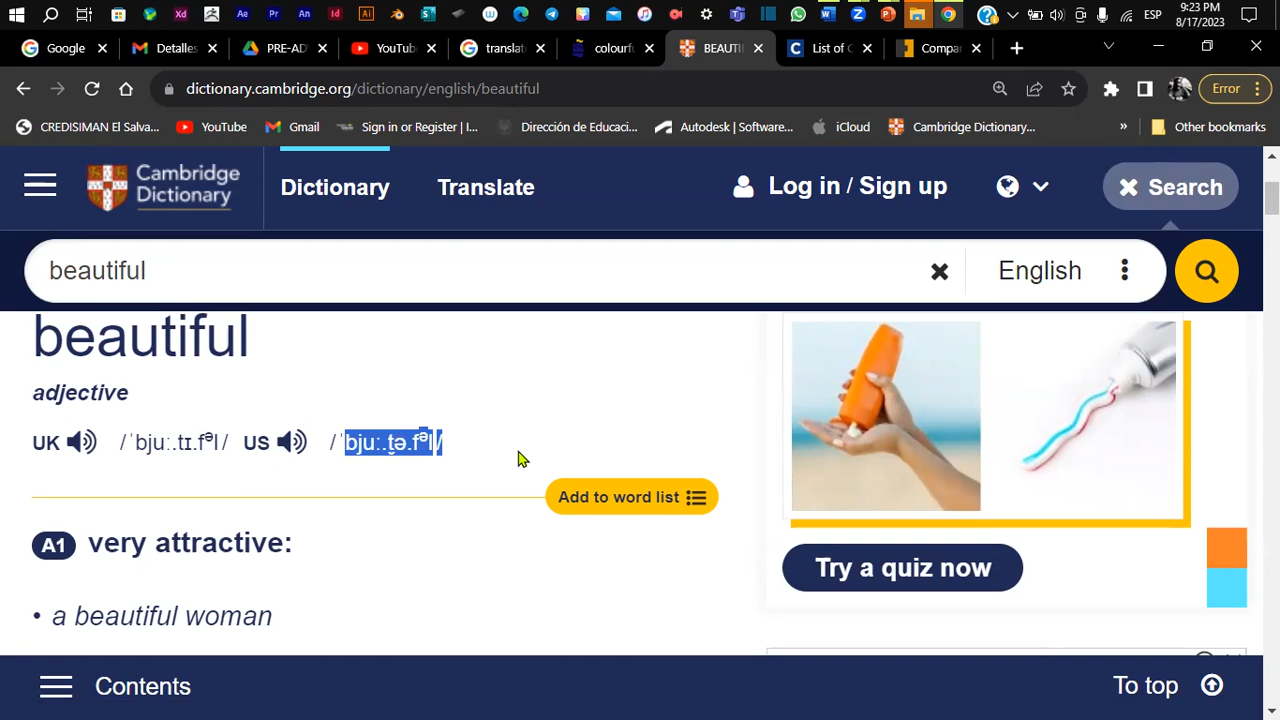 9:23 PM
ESP
8/17/2023
Google
Detalles
PRE-AD
YouTub
translat
colourf
BEAUTI
List of C
Compar
dictionary.cambridge.org/dictionary/english/beautiful
Error
CREDISIMAN El Salva...
YouTube
Gmail
Sign in or Register | I...
Dirección de Educaci...
Autodesk | Software...
iCloud
Cambridge Dictionary...
»
Other bookmarks
Cambridge
Dictionary
Dictionary
Translate
Log in / Sign up
Search
beautiful
English
beautiful
adjective
UK /ˈbjuː.tɪ.fᵊl/ US /ˈbjuː.t̬ə.fᵊl/
Add to word list
A1 very attractive:
• a beautiful woman
Try a quiz now
Contents
To top